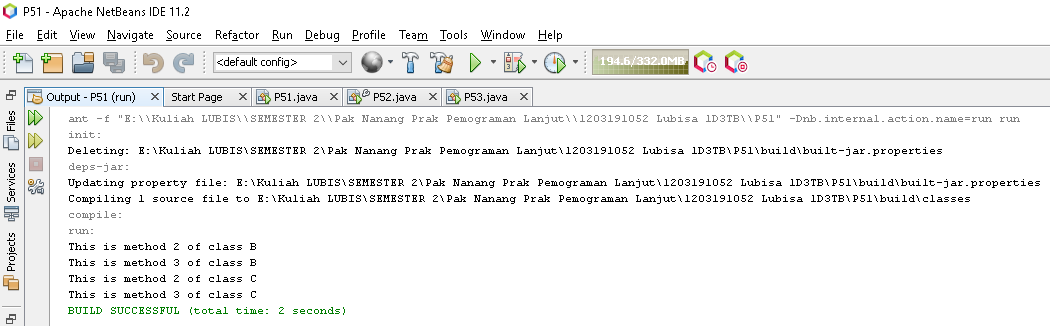 P51 - Apache NetBeans IDE 11.2
File Edit View Navigate Source Refactor Run Debug Profile Team Tools Window Help
<default config> 194.6/332.0MB
Output - P51 (run) Start Page P51.java P52.java P53.java
Files
Services
Projects
ant -f "E:\\Kuliah LUBIS\\SEMESTER 2\\Pak Nanang Prak Pemograman Lanjut\\1203191052 Lubisa 1D3TB\\P51" -Dnb.internal.action.name=run run
init:
Deleting: E:\Kuliah LUBIS\SEMESTER 2\Pak Nanang Prak Pemograman Lanjut\1203191052 Lubisa 1D3TB\P51\build\built-jar.properties
deps-jar:
Updating property file: E:\Kuliah LUBIS\SEMESTER 2\Pak Nanang Prak Pemograman Lanjut\1203191052 Lubisa 1D3TB\P51\build\built-jar.properties
Compiling 1 source file to E:\Kuliah LUBIS\SEMESTER 2\Pak Nanang Prak Pemograman Lanjut\1203191052 Lubisa 1D3TB\P51\build\classes
compile:
run:
This is method 2 of class B
This is method 3 of class B
This is method 2 of class C
This is method 3 of class C
BUILD SUCCESSFUL (total time: 2 seconds)